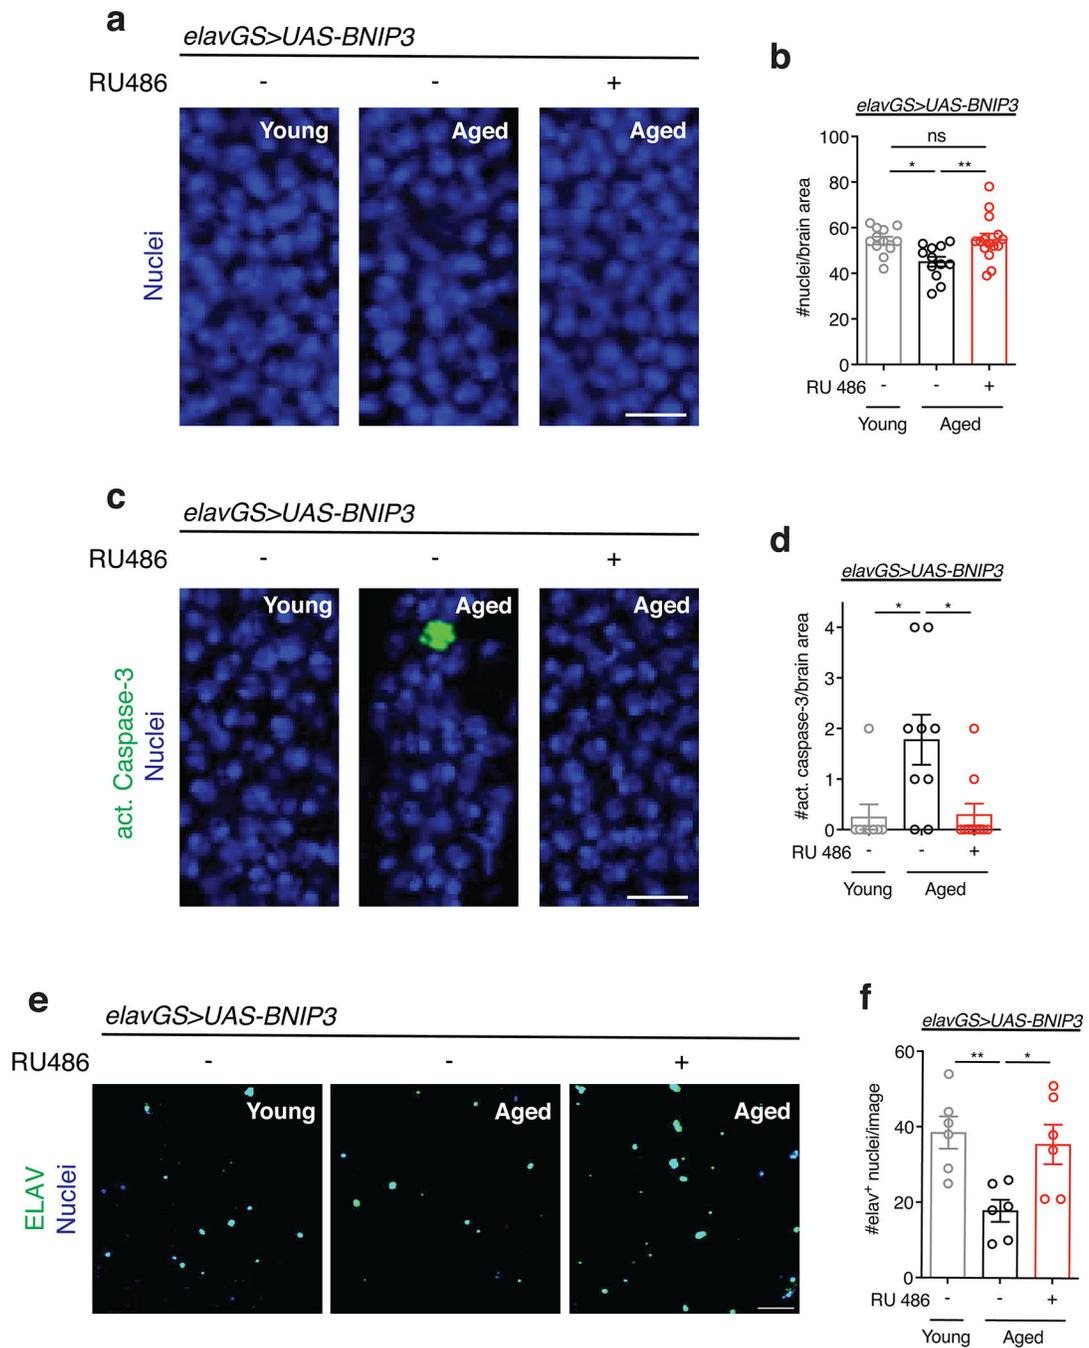 a
elavGS>UAS-BNIP3
RU486 - - +
Young Aged Aged
Nuclei
b
elavGS>UAS-BNIP3
100
80
60
40
20
0
#nuclei/brain area
ns
* **
RU 486 - - +
Young Aged
c
elavGS>UAS-BNIP3
RU486 - - +
Young Aged Aged
act. Caspase-3
Nuclei
d
elavGS>UAS-BNIP3
4
3
2
1
0
#act. caspase-3/brain area
* *
RU 486 - - +
Young Aged
e
elavGS>UAS-BNIP3
RU486 - - +
Young Aged Aged
ELAV
Nuclei
f
elavGS>UAS-BNIP3
60
40
20
0
#elav+ nuclei/image
** *
RU 486 - - +
Young Aged